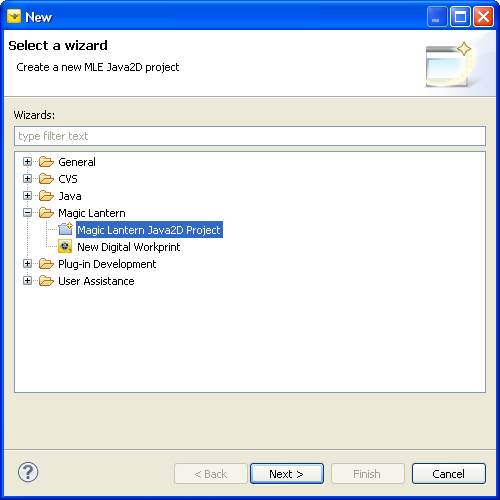 New
Select a wizard
Create a new MLE Java2D project
Wizards:
type filter text
General
CVS
Java
Magic Lantern
Magic Lantern Java2D Project
New Digital Workprint
Plug-in Development
User Assistance
? < Back Next > Finish Cancel